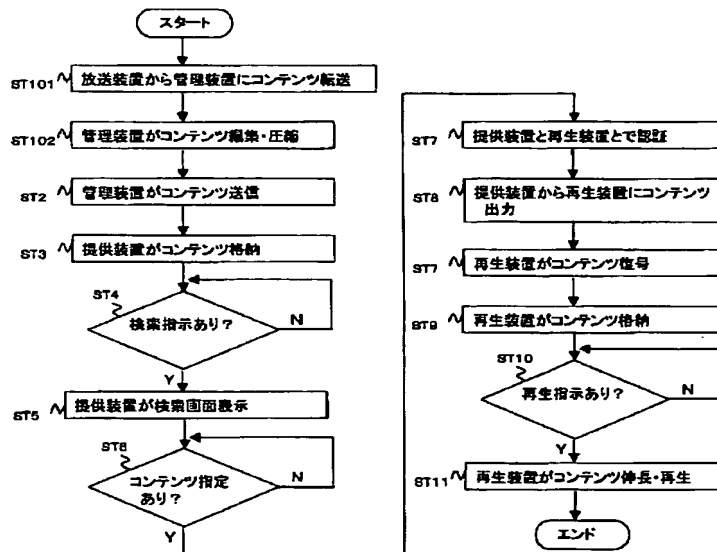 スタート
ST101
放送装置から管理装置にコンテンツ転送
ST102
管理装置がコンテンツ編集・圧縮
ST2
管理装置がコンテンツ送信
ST3
提供装置がコンテンツ格納
ST4
検索指示あり?
N
Y
ST5
提供装置が検索画面表示
ST6
コンテンツ指定
あり?
N
Y
ST7
提供装置と再生装置とで認証
ST8
提供装置から再生装置にコンテンツ
出力
ST7
再生装置がコンテンツ復号
ST9
再生装置がコンテンツ格納
ST10
再生指示あり?
N
Y
ST11
再生装置がコンテンツ伸長・再生
エンド